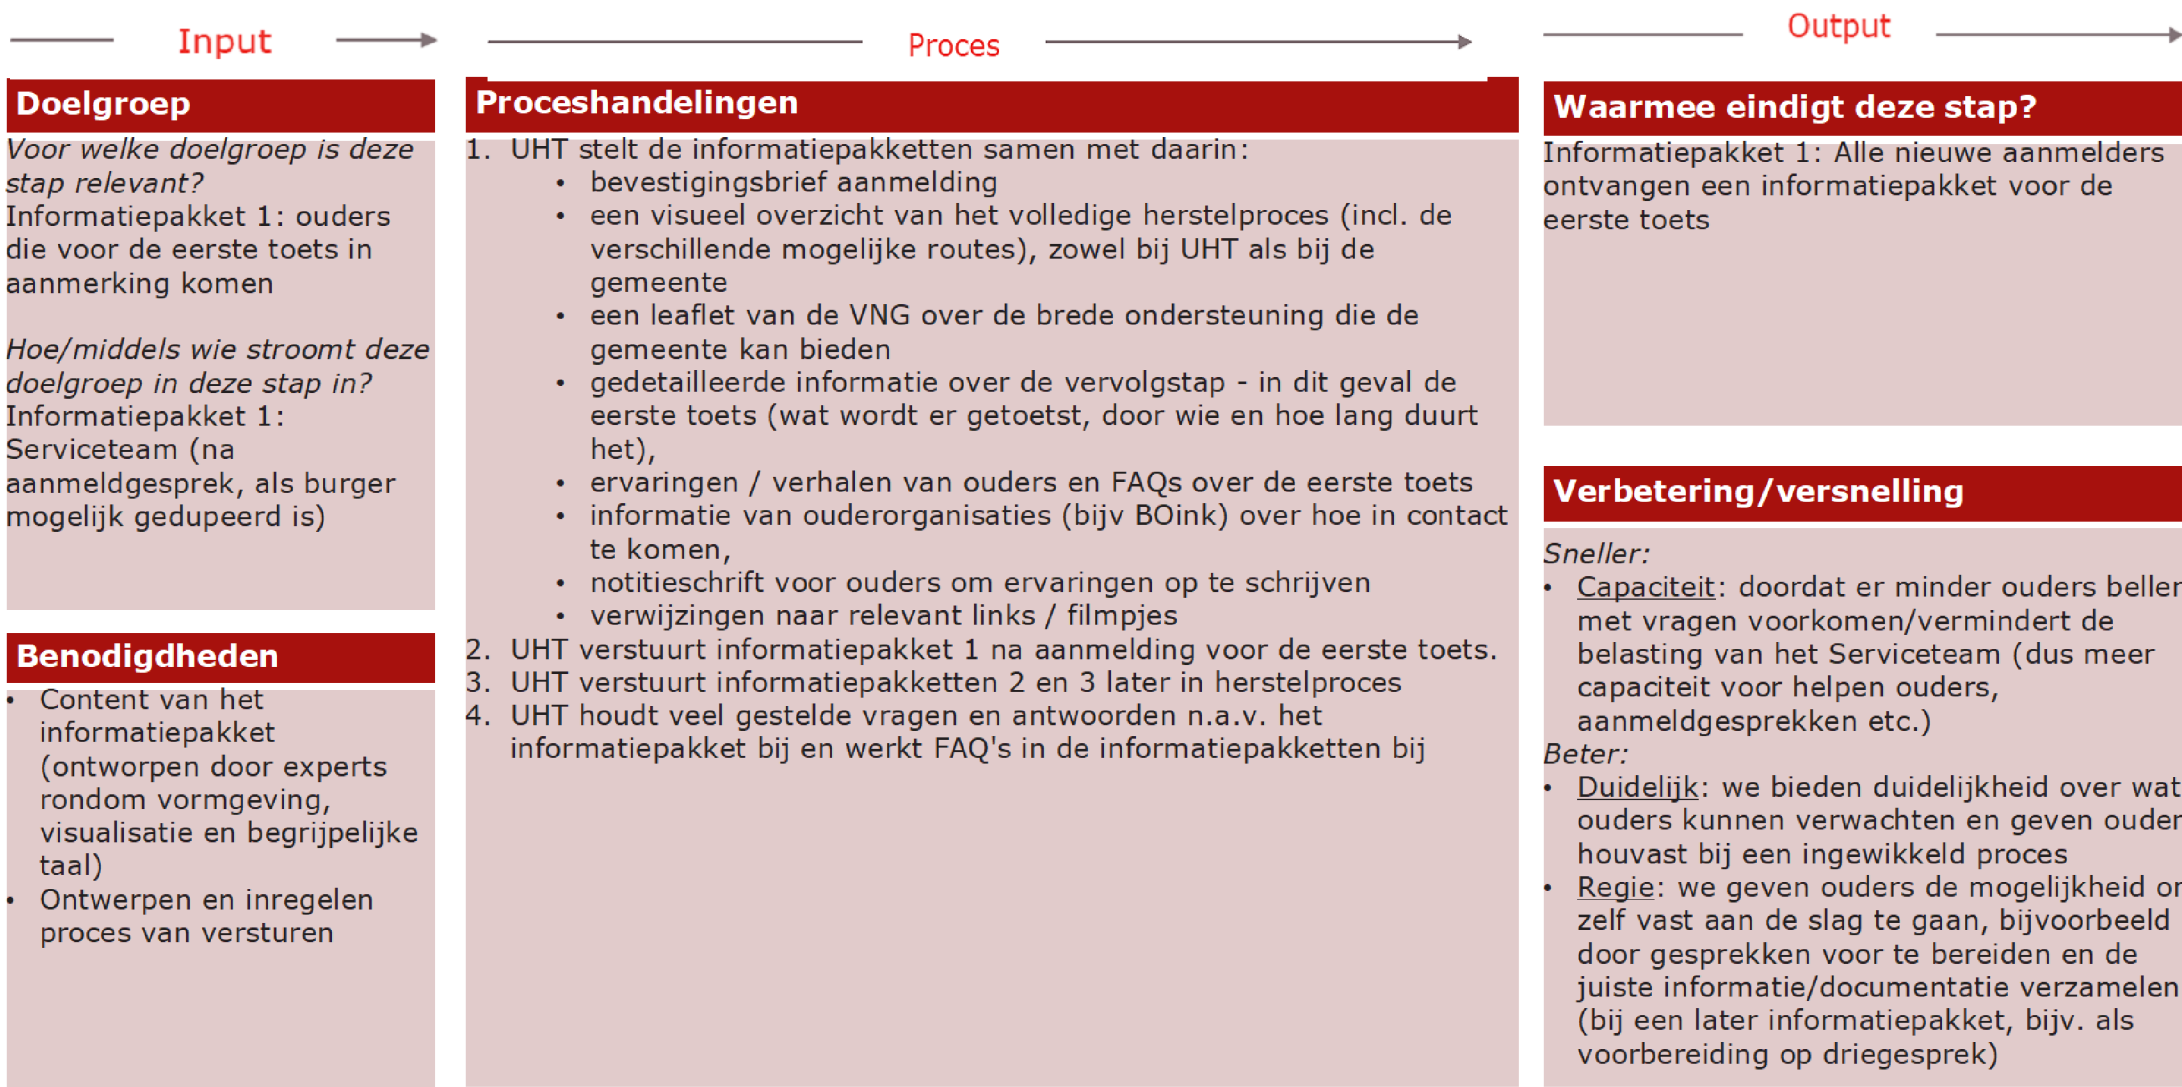 Input
Proces
Output
Doelgroep
Voor welke doelgroep is deze
stap relevant?
Informatiepakket 1: ouders
die voor de eerste toets in
aanmerking komen
Hoe/middels wie stroomt deze
doelgroep in deze stap in?
Informatiepakket 1:
Serviceteam (na
aanmeldgesprek, als burger
mogelijk gedupeerd is)
Benodigdheden
• Content van het
informatiepakket
(ontworpen door experts
rondom vormgeving,
visualisatie en begrijpelijke
taal)
• Ontwerpen en inregelen
proces van versturen
Proceshandelingen
1. UHT stelt de informatiepakketten samen met daarin:
• bevestigingsbrief aanmelding
• een visueel overzicht van het volledige herstelproces (incl. de
verschillende mogelijke routes), zowel bij UHT als bij de
gemeente
• een leaflet van de VNG over de brede ondersteuning die de
gemeente kan bieden
• gedetailleerde informatie over de vervolgstap - in dit geval de
eerste toets (wat wordt er getoetst, door wie en hoe lang duurt
het),
• ervaringen / verhalen van ouders en FAQs over de eerste toets
• informatie van ouderorganisaties (bijv BOink) over hoe in contact
te komen,
• notitieschrift voor ouders om ervaringen op te schrijven
• verwijzingen naar relevant links / filmpjes
2. UHT verstuurt informatiepakket 1 na aanmelding voor de eerste toets.
3. UHT verstuurt informatiepakketten 2 en 3 later in herstelproces
4. UHT houdt veel gestelde vragen en antwoorden n.a.v. het
informatiepakket bij en werkt FAQ's in de informatiepakketten bij
Waarmee eindigt deze stap?
Informatiepakket 1: Alle nieuwe aanmelders
ontvangen een informatiepakket voor de
eerste toets
Verbetering/versnelling
Sneller:
• Capaciteit: doordat er minder ouders beller
met vragen voorkomen/vermindert de
belasting van het Serviceteam (dus meer
capaciteit voor helpen ouders,
aanmeldgesprekken etc.)
Beter:
• Duidelijk: we bieden duidelijkheid over wat
ouders kunnen verwachten en geven ouder
houvast bij een ingewikkeld proces
• Regie: we geven ouders de mogelijkheid or
zelf vast aan de slag te gaan, bijvoorbeeld
door gesprekken voor te bereiden en de
juiste informatie/documentatie verzamelen
(bij een later informatiepakket, bijv. als
voorbereiding op driegesprek)